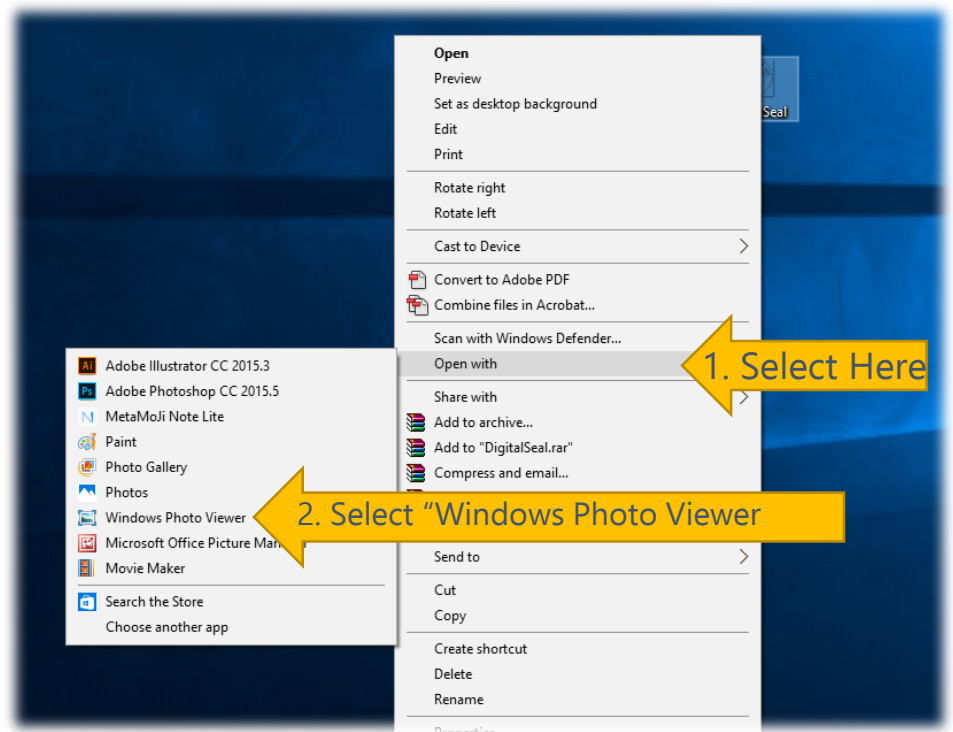 Open
Preview
Set as desktop background
Edit
Print
Rotate right
Rotate left
Cast to Device
Convert to Adobe PDF
Combine files in Acrobat...
Scan with Windows Defender...
Open with
Share with
Add to archive...
Add to "DigitalSeal.rar"
Compress and email...
Send to
Cut
Copy
Create shortcut
Delete
Rename
Properties
Seal
1. Select Here
Ai Adobe Illustrator CC 2015.3
Ps Adobe Photoshop CC 2015.5
N MetaMoJi Note Lite
Paint
Photo Gallery
Photos
Windows Photo Viewer
Microsoft Office Picture
Movie Maker
Search the Store
Choose another app
2. Select “Windows Photo Viewer